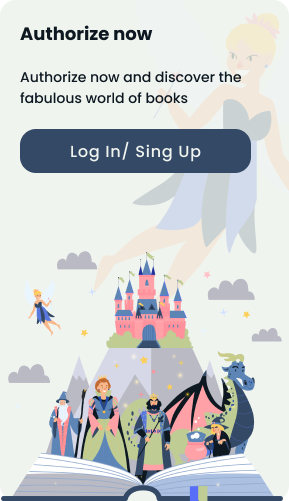 Authorize now
Authorize now and discover the
fabulous world of books
Log In/ Sing Up